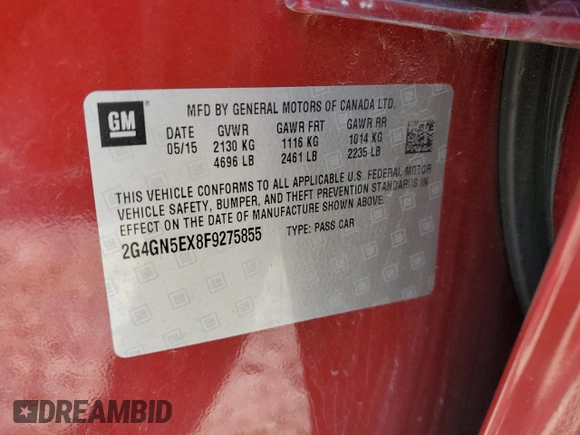 GM
MFD BY GENERAL MOTORS OF CANADA LTD.
DATE GVWR GAWR FRT GAWR RR
05/15 2130 KG 1116 KG 1014 KG
4696 LB 2461 LB 2235 LB
THIS VEHICLE CONFORMS TO ALL APPLICABLE U.S. FEDERAL MOTOR
VEHICLE SAFETY, BUMPER, AND THEFT PREVENTION STANDARDS IN
EFFECT ON THE DATE OF MANUFACTURE SHOWN ABOVE.
2G4GN5EX8F9275855 TYPE: PASS CAR
DREAMBID